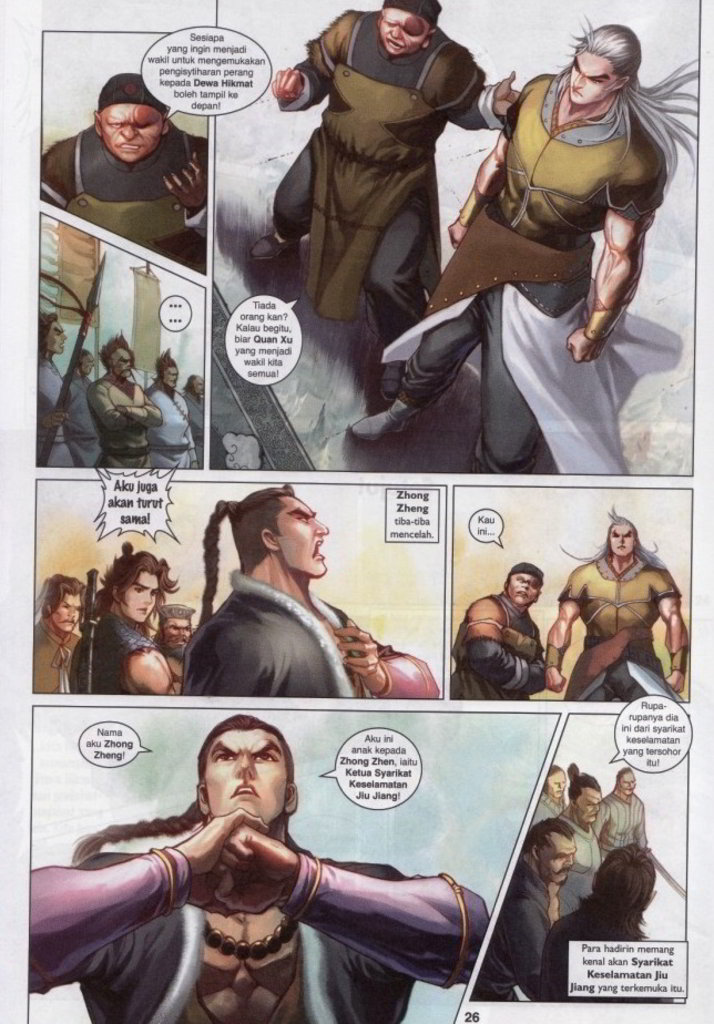 Sesiapa
yang ingin menjadi
wakil untuk mengemukakan
pengisytiharan perang
kepada Dewa Hikmat
boleh tampil ke
depan!
...
...
Tiada
orang kan?
Kalau begitu,
biar Quan Xu
yang menjadi
wakil kita
semua!
Aku juga
akan turut
sama!
Zhong
Zheng
tiba-tiba
mencelah.
Kau
ini...
Nama
aku Zhong
Zheng!
Aku ini
anak kepada
Zhong Zhen, iaitu
Ketua Syarikat
Keselamatan
Jiu Jiang!
Rupa-
rupanya dia
ini dari syarikat
keselamatan
yang tersohor
itu!
Para hadirin memang
kenal akan Syarikat
Keselamatan Jiu
Jiang yang terkemuka itu.
26